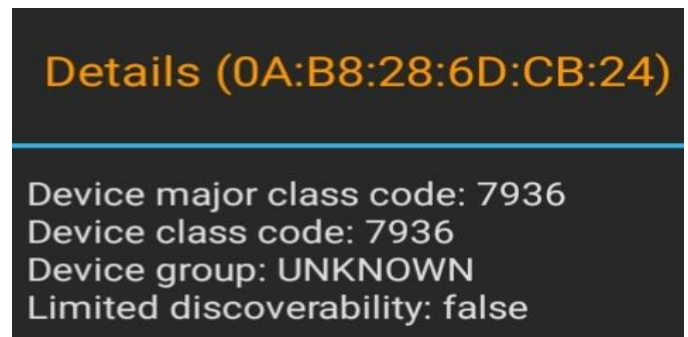 Details (0A:B8:28:6D:CB:24)
Device major class code: 7936
Device class code: 7936
Device group: UNKNOWN
Limited discoverability: false